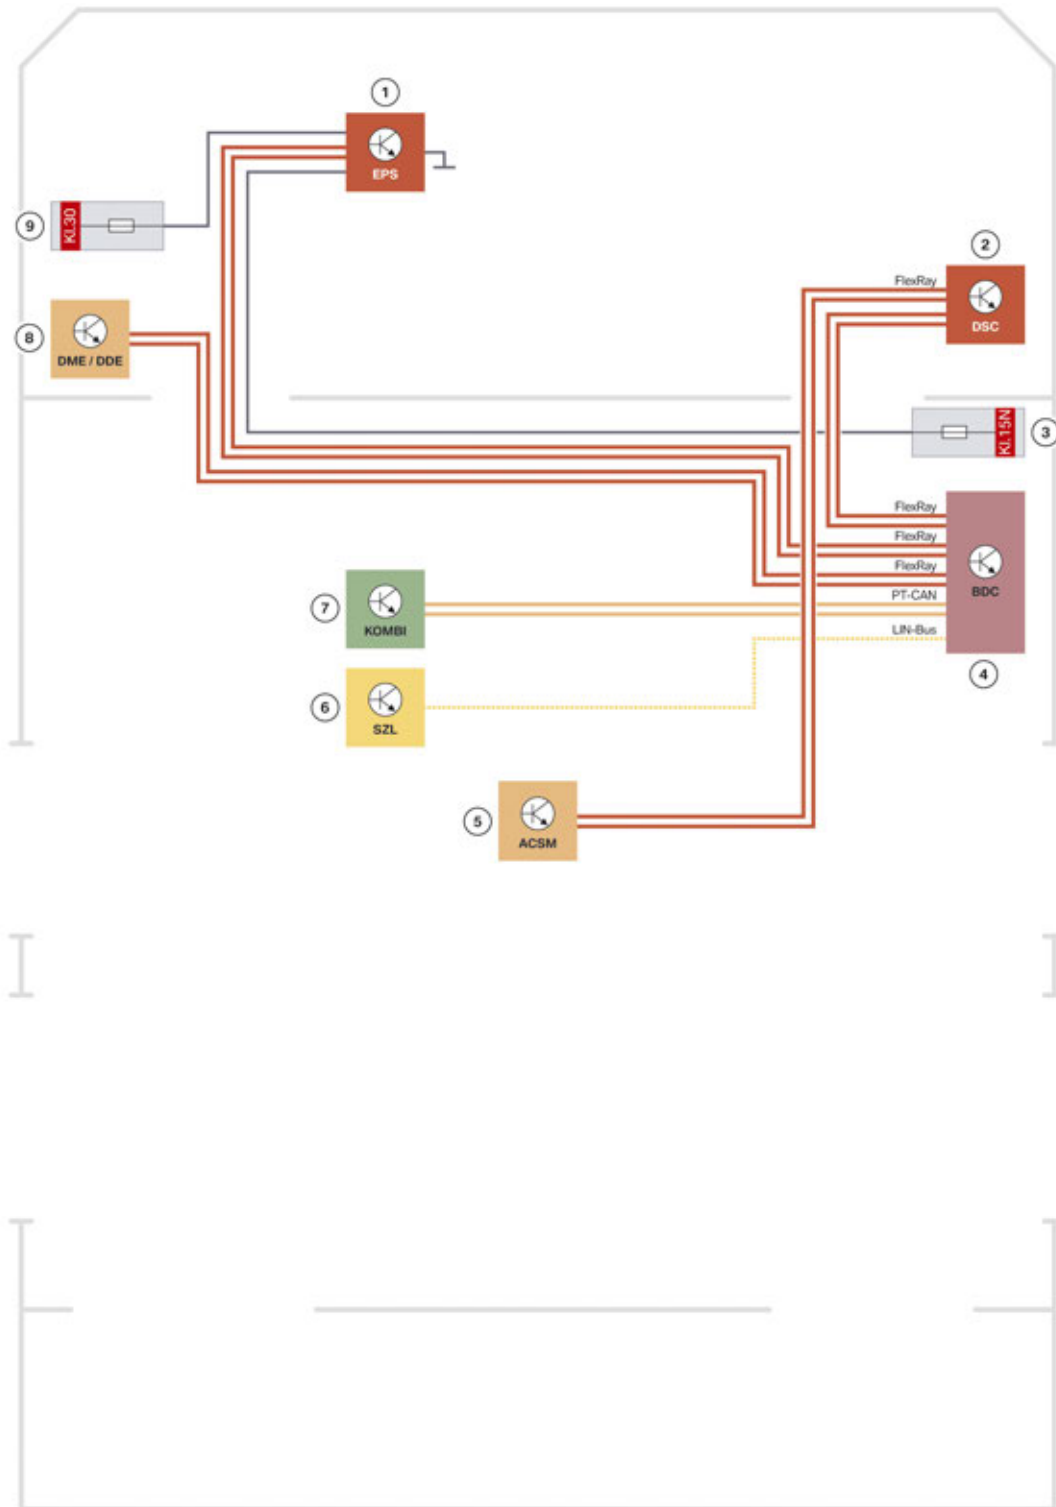 1
EPS
9
Kl.30
2
FlexRay
DSC
8
DME / DDE
Kl.15N
3
FlexRay
FlexRay
FlexRay
BDC
PT-CAN
7
KOMBI
LIN-Bus
4
6
SZL
5
ACSM